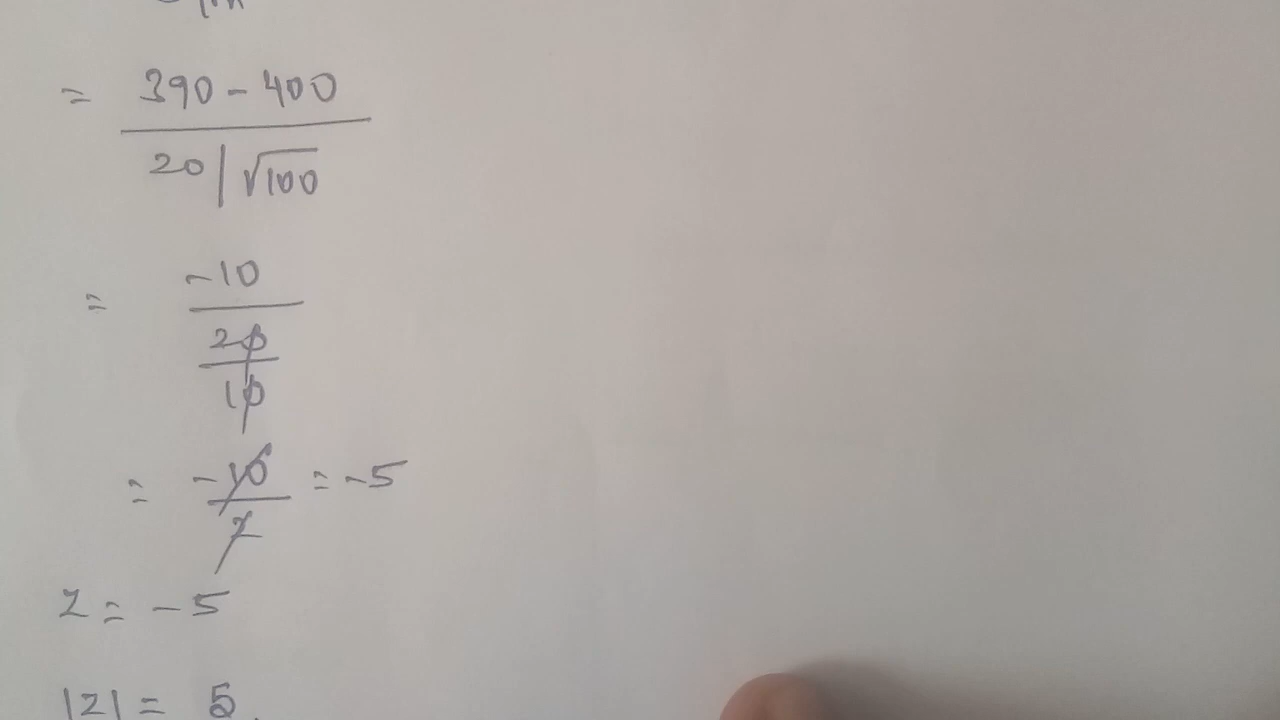 = 390 - 400
20 | √100
= -10
20
10
= -10 = -5
2
Z = -5
|Z| = 5.